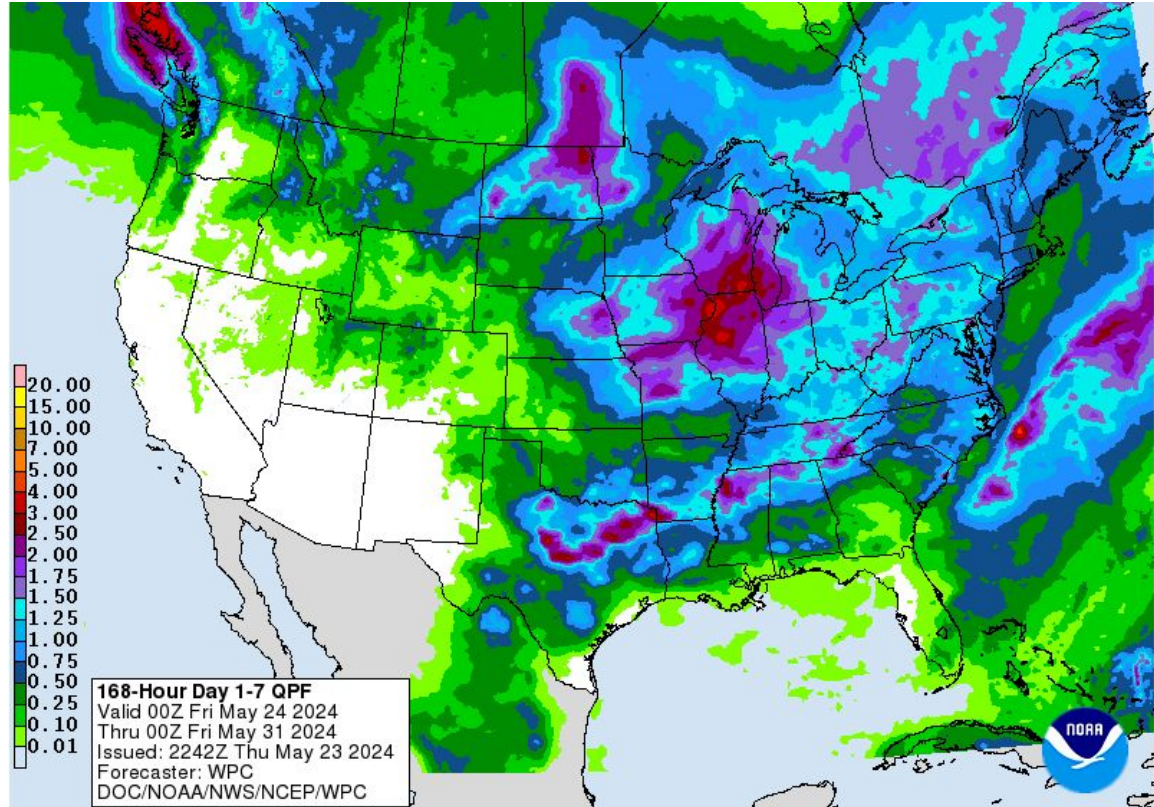 20.00
15.00
10.00
7.00
5.00
4.00
3.00
2.50
2.00
1.75
1.50
1.25
1.00
0.75
0.50
0.25
0.10
0.01
168-Hour Day 1-7 QPF
Valid 00Z Fri May 24 2024
Thru 00Z Fri May 31 2024
Issued: 2242Z Thu May 23 2024
Forecaster: WPC
DOC/NOAA/NWS/NCEP/WPC
NOAA